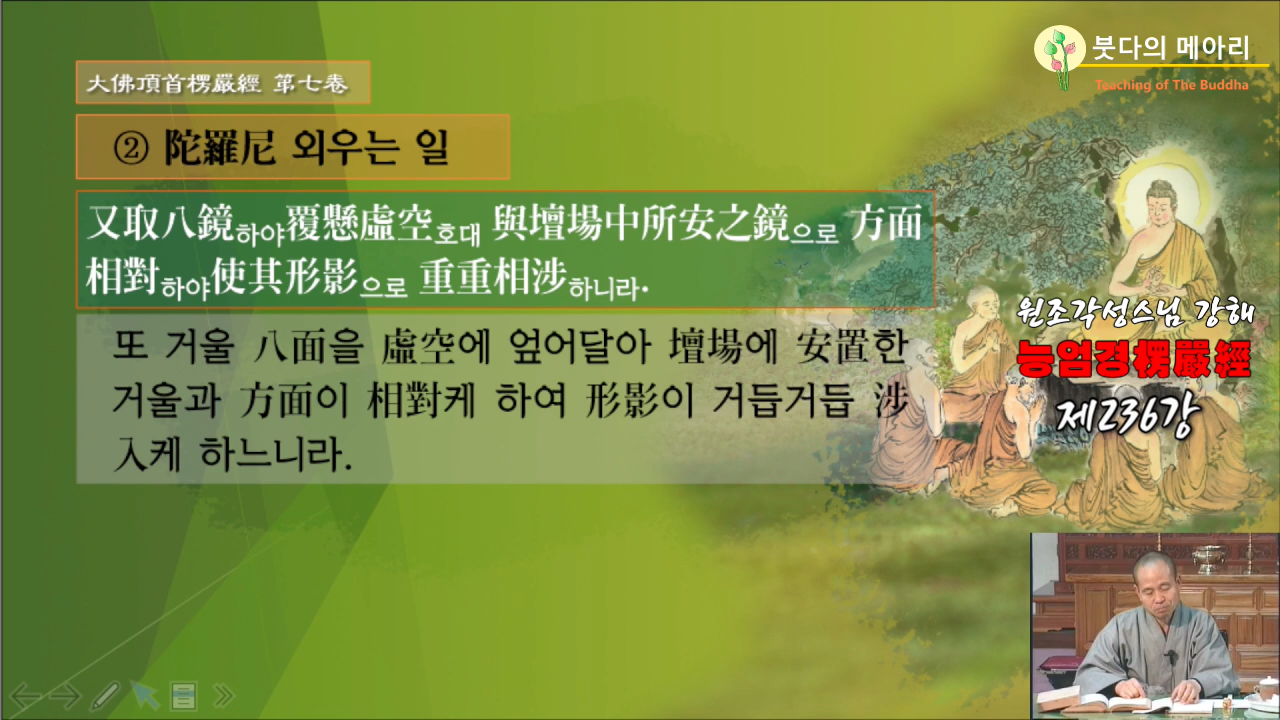 大佛頂首楞嚴經 第七卷
② 陀羅尼 외우는 일
又取八鏡하야覆懸虛空호대 與壇場中所安之鏡으로 方面
相對하야使其形影으로 重重相涉하니라.
또 거울 八面을 虛空에 엎어달아 壇場에 安置한
거울과 方面이 相對케 하여 形影이 거듭거듭 涉
入케 하느니라.
붓다의 메아리
Teaching of The Buddha
원조각성스님 강해
능엄경楞嚴經
제236강